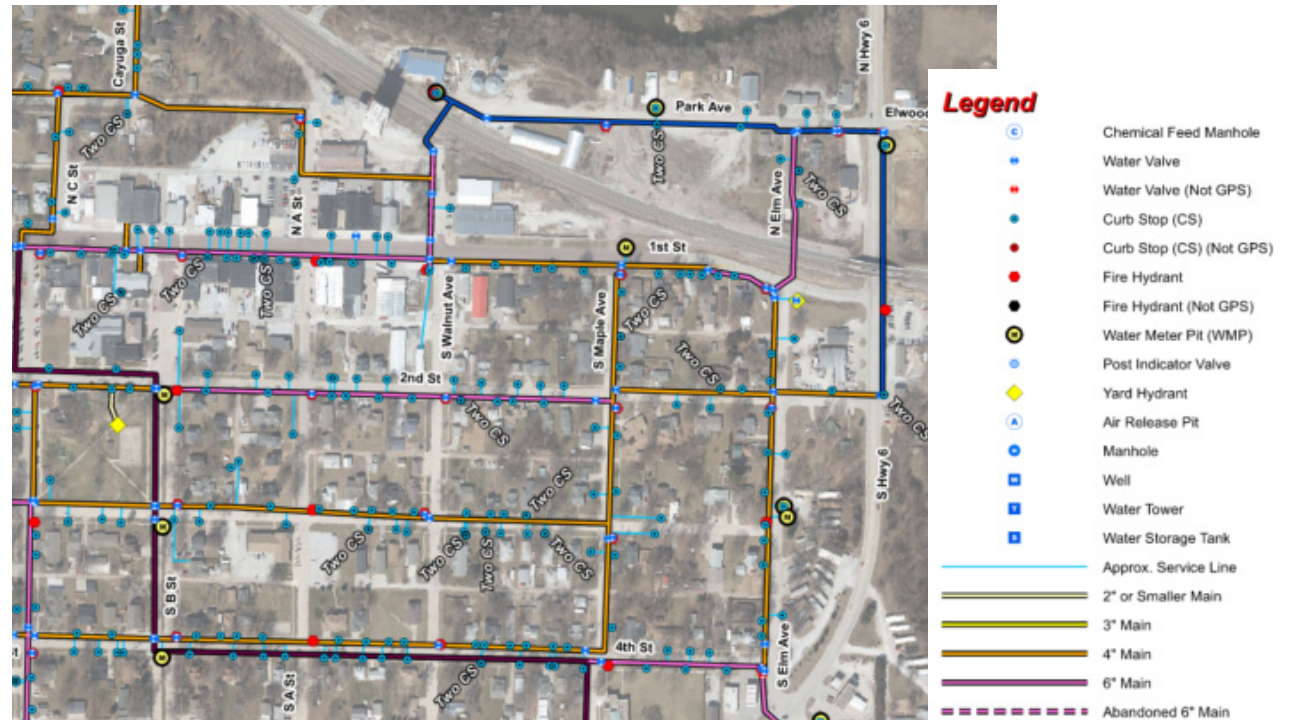 Cayuga St
N Hwy 6
Park Ave
Elwoo
Two CS
N C St
Two CS
Two CS
N A St
N Elm Ave
1st St
Two CS
Two CS
Two CS
S Walnut Ave
S Maple Ave
Two CS
Two CS
2nd St
Two CS
Two CS
S Hwy 6
Two CS
Two CS
Two CS
Two CS
Two CS
S B St
4th St
S Elm Ave
S A St
Two CS
Legend
Chemical Feed Manhole
Water Valve
Water Valve (Not GPS)
Curb Stop (CS)
Curb Stop (CS) (Not GPS)
Fire Hydrant
Fire Hydrant (Not GPS)
Water Meter Pit (WMP)
Post Indicator Valve
Yard Hydrant
Air Release Pit
Manhole
Well
Water Tower
Water Storage Tank
Approx. Service Line
2" or Smaller Main
3" Main
4" Main
6" Main
Abandoned 6" Main